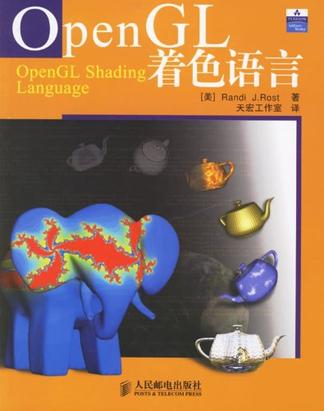 OpenGL
OpenGL Shading
Language
着色语言
[美] Randi J.Rost 著
天宏工作室 译
PEARSON
人民邮电出版社
POSTS & TELECOM PRESS